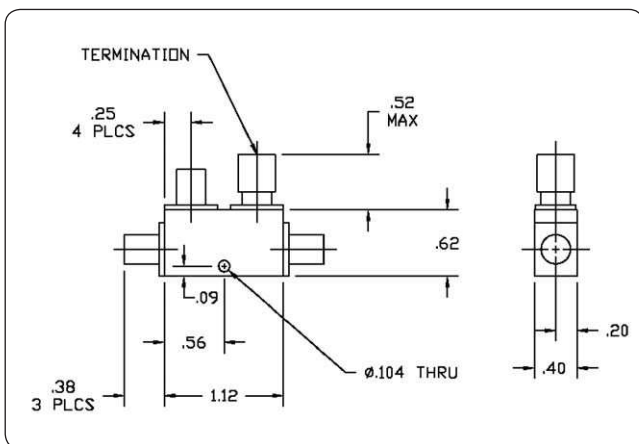 TERMINATION
.25
4 PLCS
.52
MAX
.62
.09
.56
.20
.40
Ø.104 THRU
.38
3 PLCS
1.12